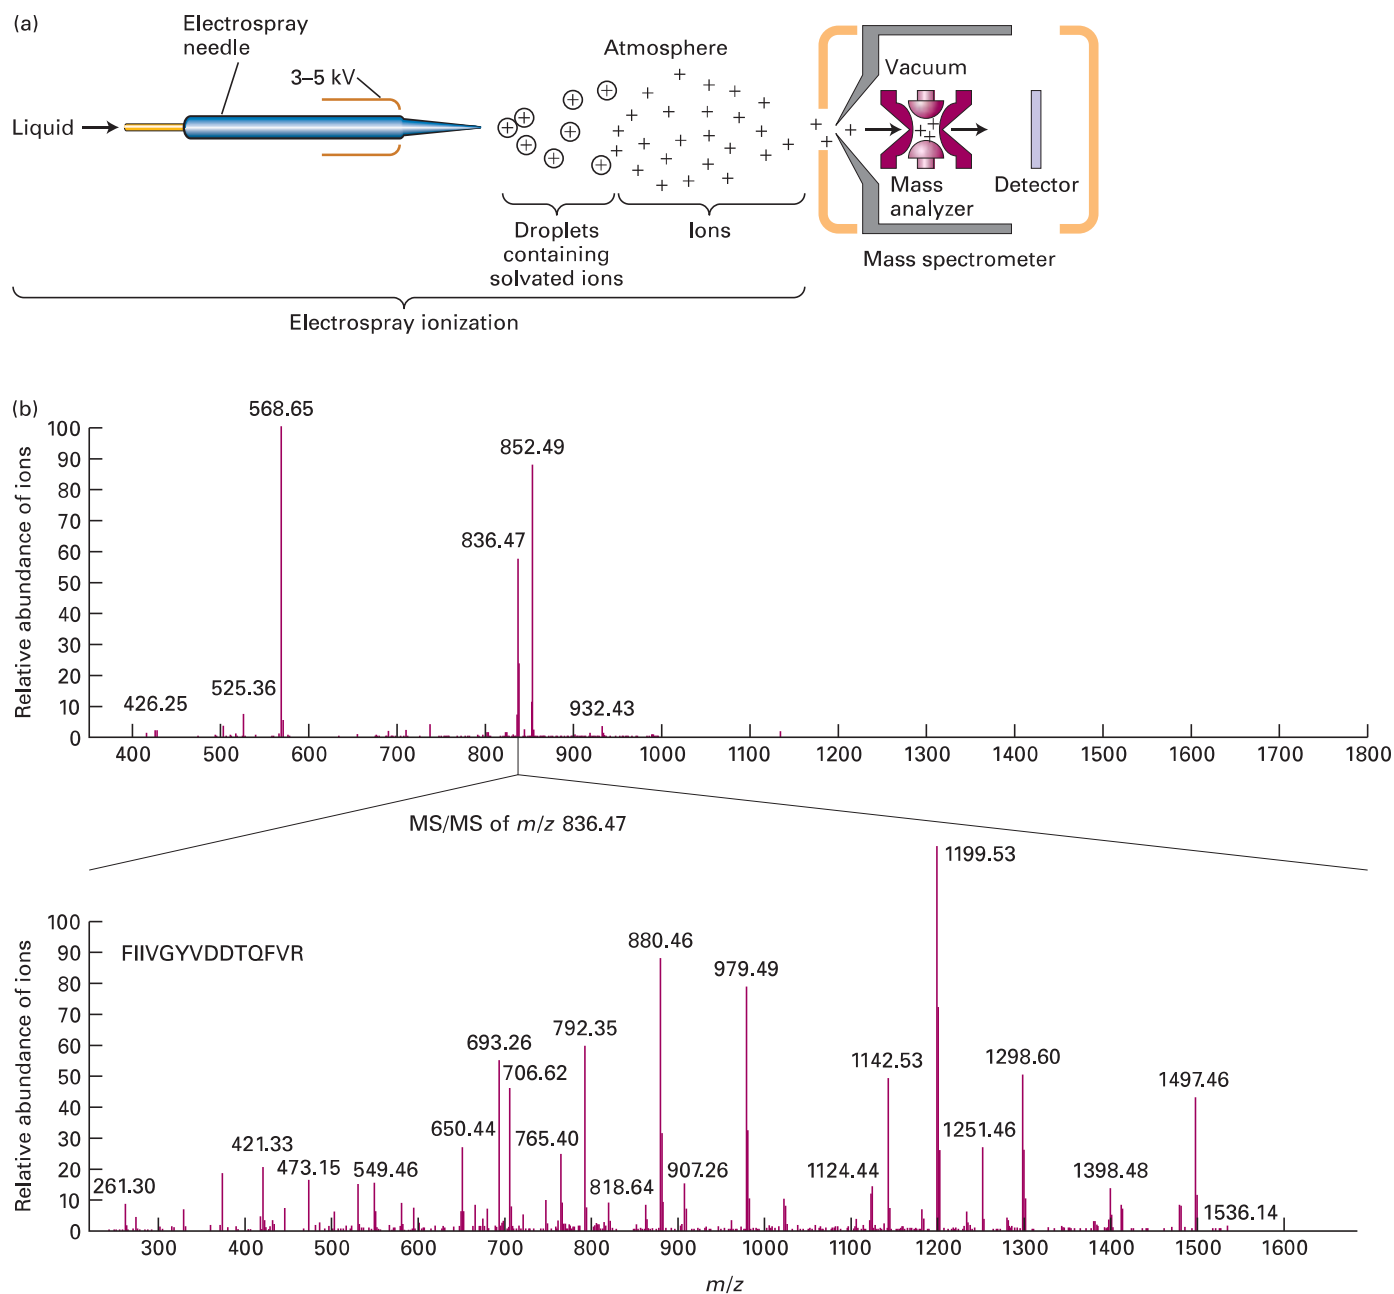 (a)
Electrospray
needle
3–5 kV
Liquid
Atmosphere
Vacuum
Mass
analyzer
Detector
Droplets
containing
solvated ions
Ions
Mass spectrometer
Electrospray ionization
(b)
Relative abundance of ions
100
90
80
70
60
50
40
30
20
10
0
568.65
852.49
836.47
426.25
525.36
932.43
400 500 600 700 800 900 1000 1100 1200 1300 1400 1500 1600 1700 1800
MS/MS of m/z 836.47
Relative abundance of ions
100
90
80
70
60
50
40
30
20
10
0
FIIVGYVDDTQFVR
1199.53
880.46
979.49
792.35
693.26
706.62
1142.53
1298.60
1497.46
650.44
765.40
1251.46
421.33
473.15
549.46
261.30
818.64
907.26
1124.44
1398.48
1536.14
300 400 500 600 700 800 900 1000 1100 1200 1300 1400 1500 1600
m/z